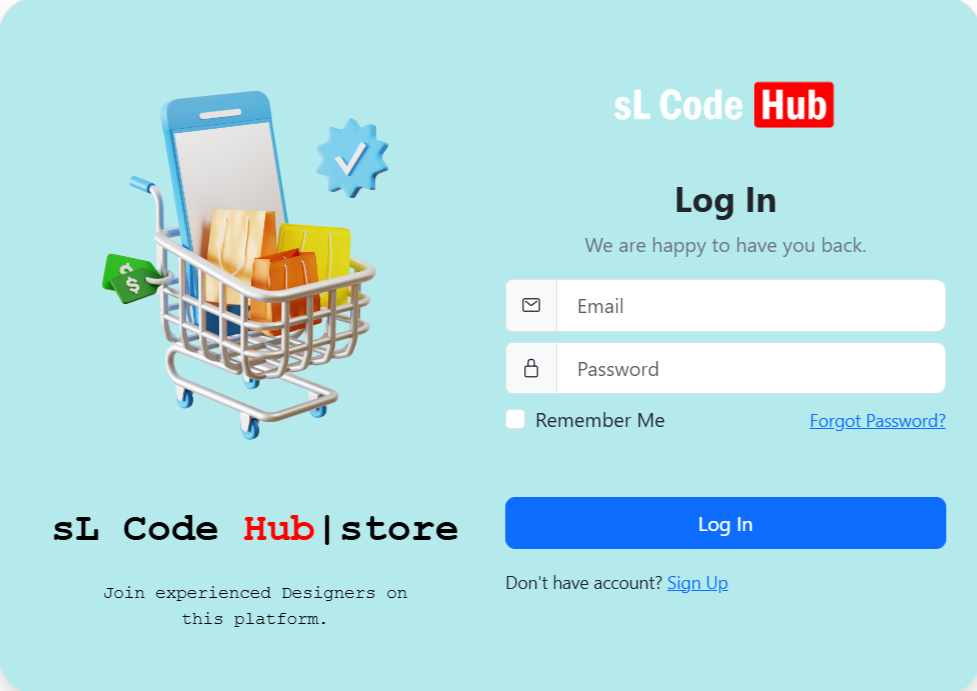 sL Code Hub
Log In
We are happy to have you back.
Email
Password
Remember Me Forgot Password?
Log In
Don't have account? Sign Up
$
$
sL Code Hub|store
Join experienced Designers on
this platform.